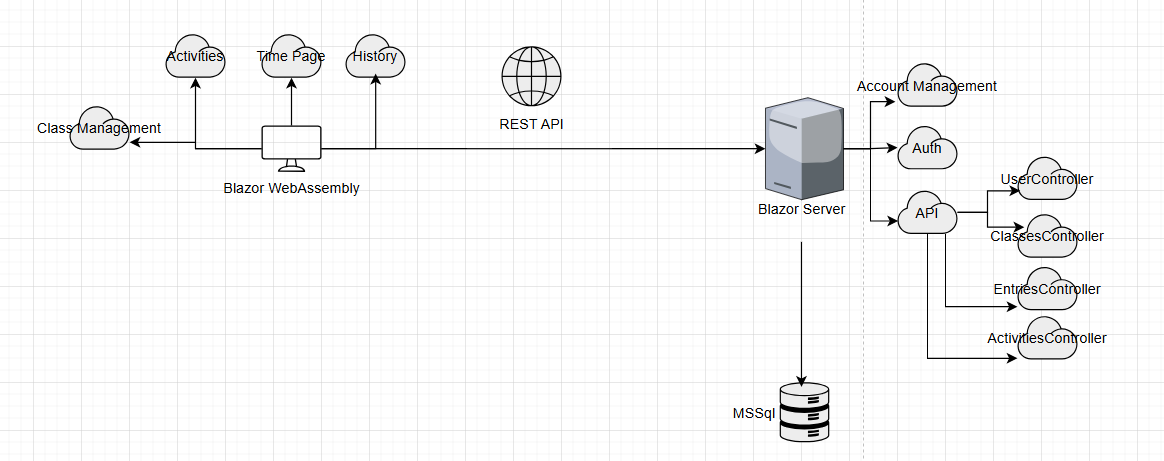 Activities
Time Page
History
Class Management
Blazor WebAssembly
REST API
Account Management
Auth
Blazor Server
API
UserController
ClassesController
EntriesController
ActivitiesController
MSSql